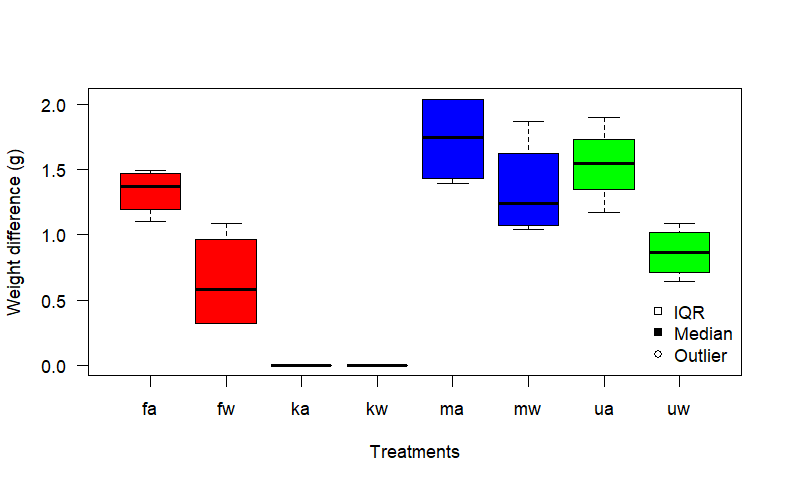 Weight difference (g)
2.0
1.5
1.0
0.5
0.0
IQR
Median
Outlier
fa fw ka kw ma mw ua uw
Treatments